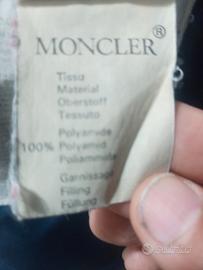 MONCLER®
Tissu
Material
Oberstoff
Tessuto
Polyamide
100% Polyamid
Poliammide
Garnissage
Filling
Füllung